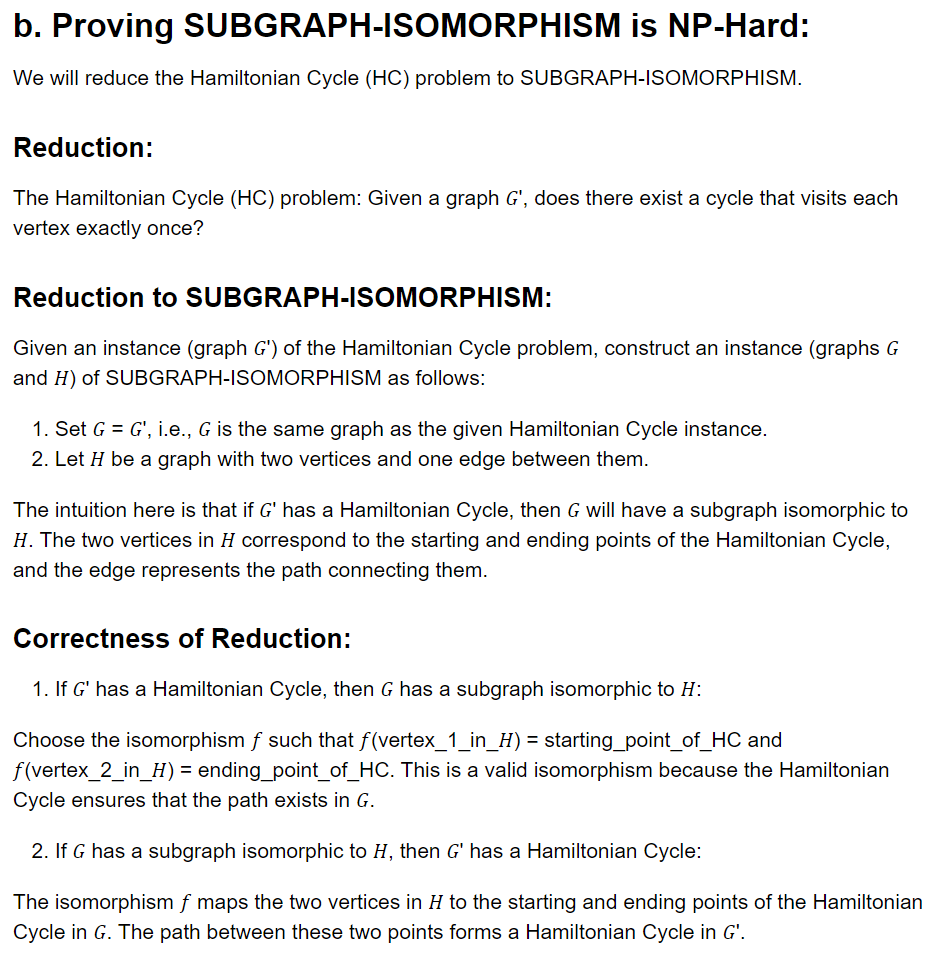 b. Proving SUBGRAPH-ISOMORPHISM is NP-Hard:
We will reduce the Hamiltonian Cycle (HC) problem to SUBGRAPH-ISOMORPHISM.
Reduction:
The Hamiltonian Cycle (HC) problem: Given a graph G', does there exist a cycle that visits each
vertex exactly once?
Reduction to SUBGRAPH-ISOMORPHISM:
Given an instance (graph G') of the Hamiltonian Cycle problem, construct an instance (graphs G
and H) of SUBGRAPH-ISOMORPHISM as follows:
1. Set G = G', i.e., G is the same graph as the given Hamiltonian Cycle instance.
2. Let H be a graph with two vertices and one edge between them.
The intuition here is that if G' has a Hamiltonian Cycle, then G will have a subgraph isomorphic to
H. The two vertices in H correspond to the starting and ending points of the Hamiltonian Cycle,
and the edge represents the path connecting them.
Correctness of Reduction:
1. If G' has a Hamiltonian Cycle, then G has a subgraph isomorphic to H:
Choose the isomorphism f such that f(vertex_1_in_H) = starting_point_of_HC and
f(vertex_2_in_H) = ending_point_of_HC. This is a valid isomorphism because the Hamiltonian
Cycle ensures that the path exists in G.
2. If G has a subgraph isomorphic to H, then G' has a Hamiltonian Cycle:
The isomorphism f maps the two vertices in H to the starting and ending points of the Hamiltonian
Cycle in G. The path between these two points forms a Hamiltonian Cycle in G'.